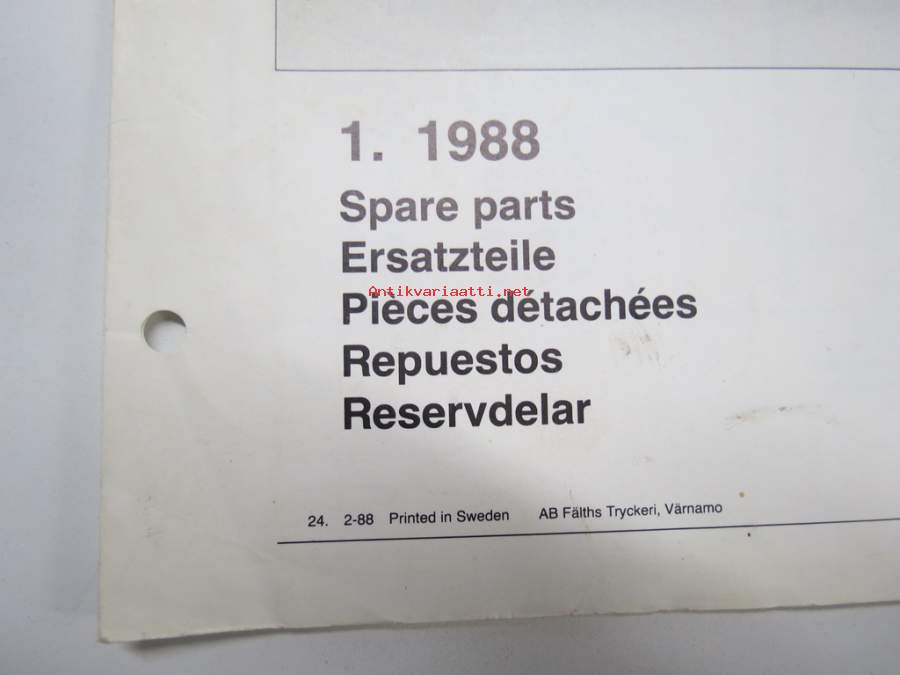 1. 1988
Spare parts
Ersatzteile
Antikvariaatti.net
Pièces détachées
Repuestos
Reservdelar
24. 2-88 Printed in Sweden AB Fälths Tryckeri, Värnamo